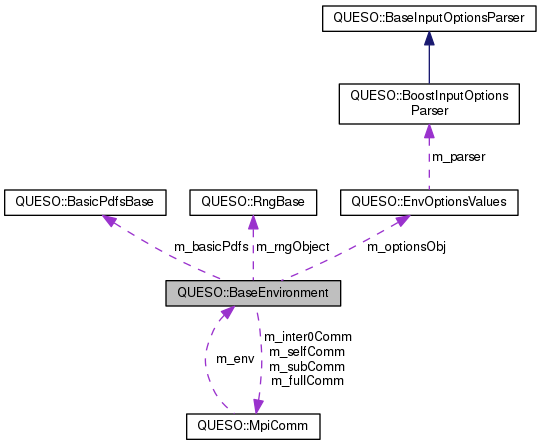 QUESO::BaseInputOptionsParser
QUESO::BoostInputOptions
Parser
m_parser
QUESO::BasicPdfsBase
QUESO::RngBase
QUESO::EnvOptionsValues
m_basicPdfs
m_rngObject
m_optionsObj
QUESO::BaseEnvironment
m_env
m_inter0Comm
m_selfComm
m_subComm
m_fullComm
QUESO::MpiComm